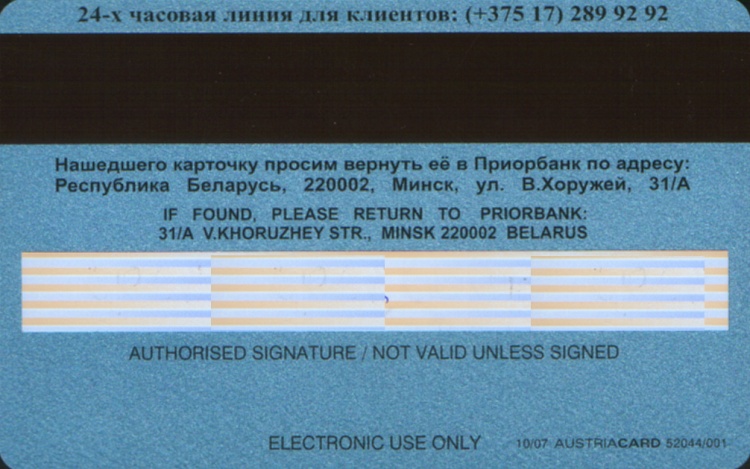 24-х часовая линия для клиентов: (+375 17) 289 92 92
Нашедшего карточку просим вернуть её в Приорбанк по адресу:
Республика Беларусь, 220002, Минск, ул. В.Хоружей, 31/А
IF FOUND, PLEASE RETURN TO PRIORBANK:
31/A V.KHORUZHEY STR., MINSK 220002 BELARUS
AUTHORISED SIGNATURE / NOT VALID UNLESS SIGNED
ELECTRONIC USE ONLY 10/07 AUSTRIACARD 52044/001